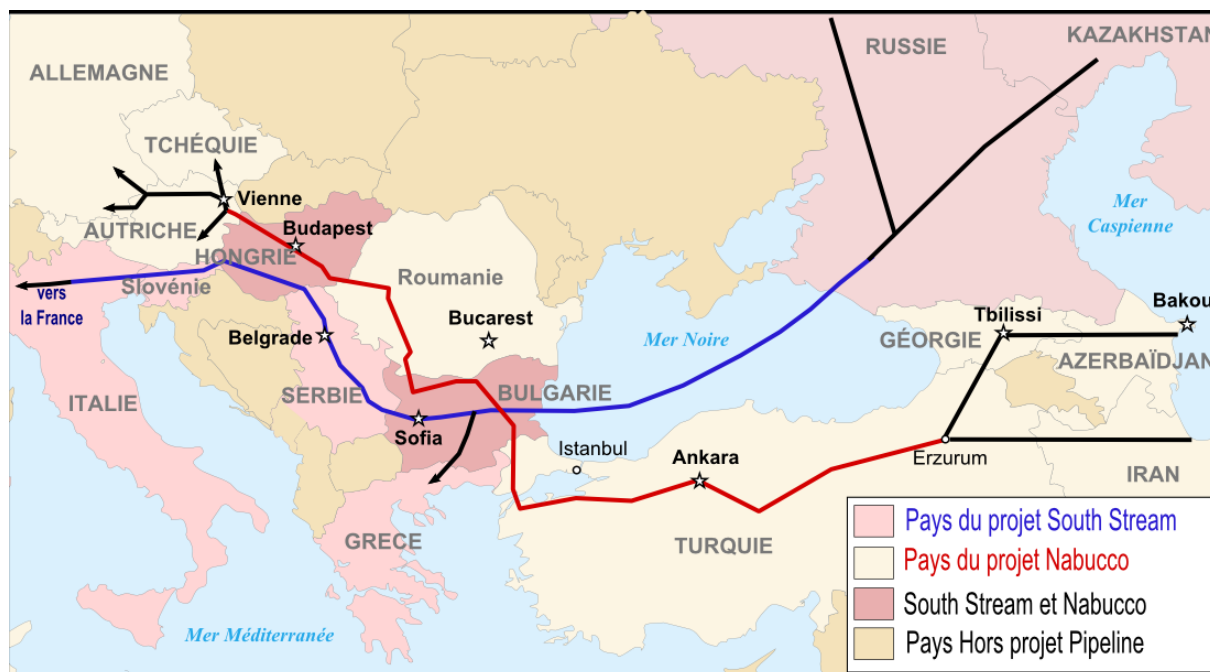 RUSSIE
KAZAKHSTAN
ALLEMAGNE
TCHÉQUIE
Vienne
AUTRICHE
Budapest
HONGRIE
Slovénie
Roumanie
Mer
Caspienne
vers
la France
Belgrade
Bucarest
Mer Noire
Tbilissi
Bakou
GÉORGIE
AZERBAÏDJAN
ITALIE
SERBIE
BULGARIE
Sofia
Istanbul
Ankara
Erzurum
IRAN
GRECE
TURQUIE
Mer Méditerranée
Pays du projet South Stream
Pays du projet Nabucco
South Stream et Nabucco
Pays Hors projet Pipeline